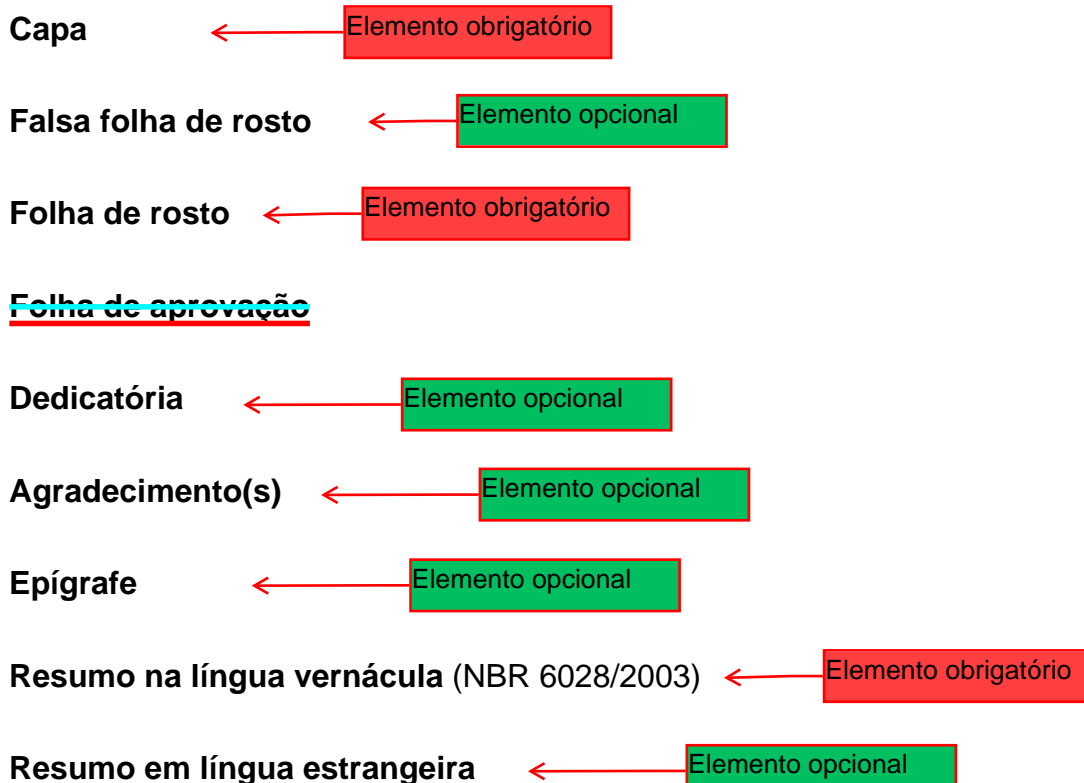 Capa Elemento obrigatório
Falsa folha de rosto Elemento opcional
Folha de rosto Elemento obrigatório
Folha de aprovação
Dedicatória Elemento opcional
Agradecimento(s) Elemento opcional
Epígrafe Elemento opcional
Resumo na língua vernácula (NBR 6028/2003) Elemento obrigatório
Resumo em língua estrangeira Elemento opcional